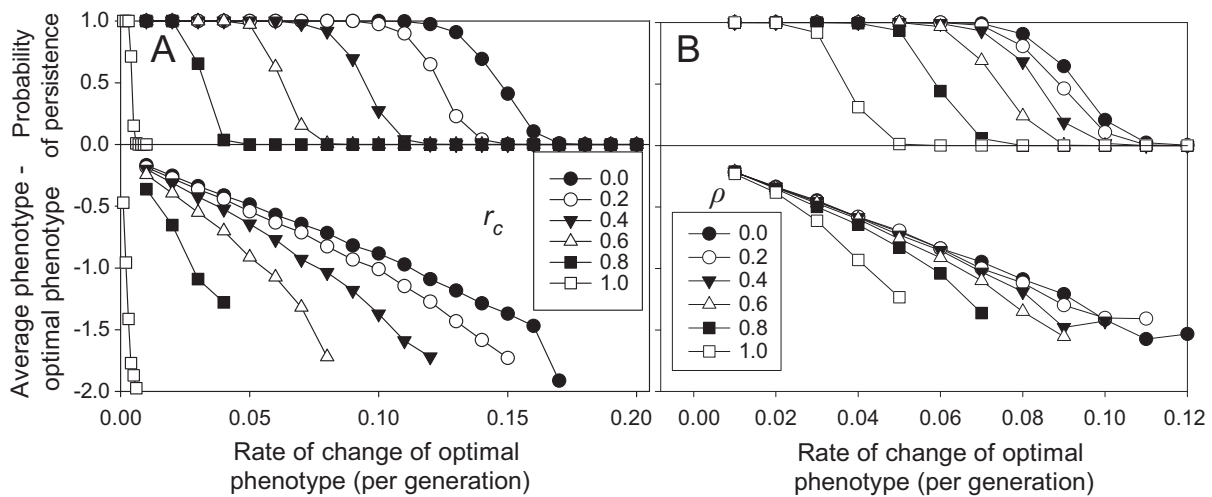 Probability
of persistence
1.0
0.5
0.0
A
Average phenotype -
optimal phenotype
-0.5
-1.0
-1.5
-2.0
r_c
0.0
0.2
0.4
0.6
0.8
1.0
0.00 0.05 0.10 0.15 0.20
Rate of change of optimal
phenotype (per generation)
B
ρ
0.0
0.2
0.4
0.6
0.8
1.0
0.00 0.02 0.04 0.06 0.08 0.10 0.12
Rate of change of optimal
phenotype (per generation)